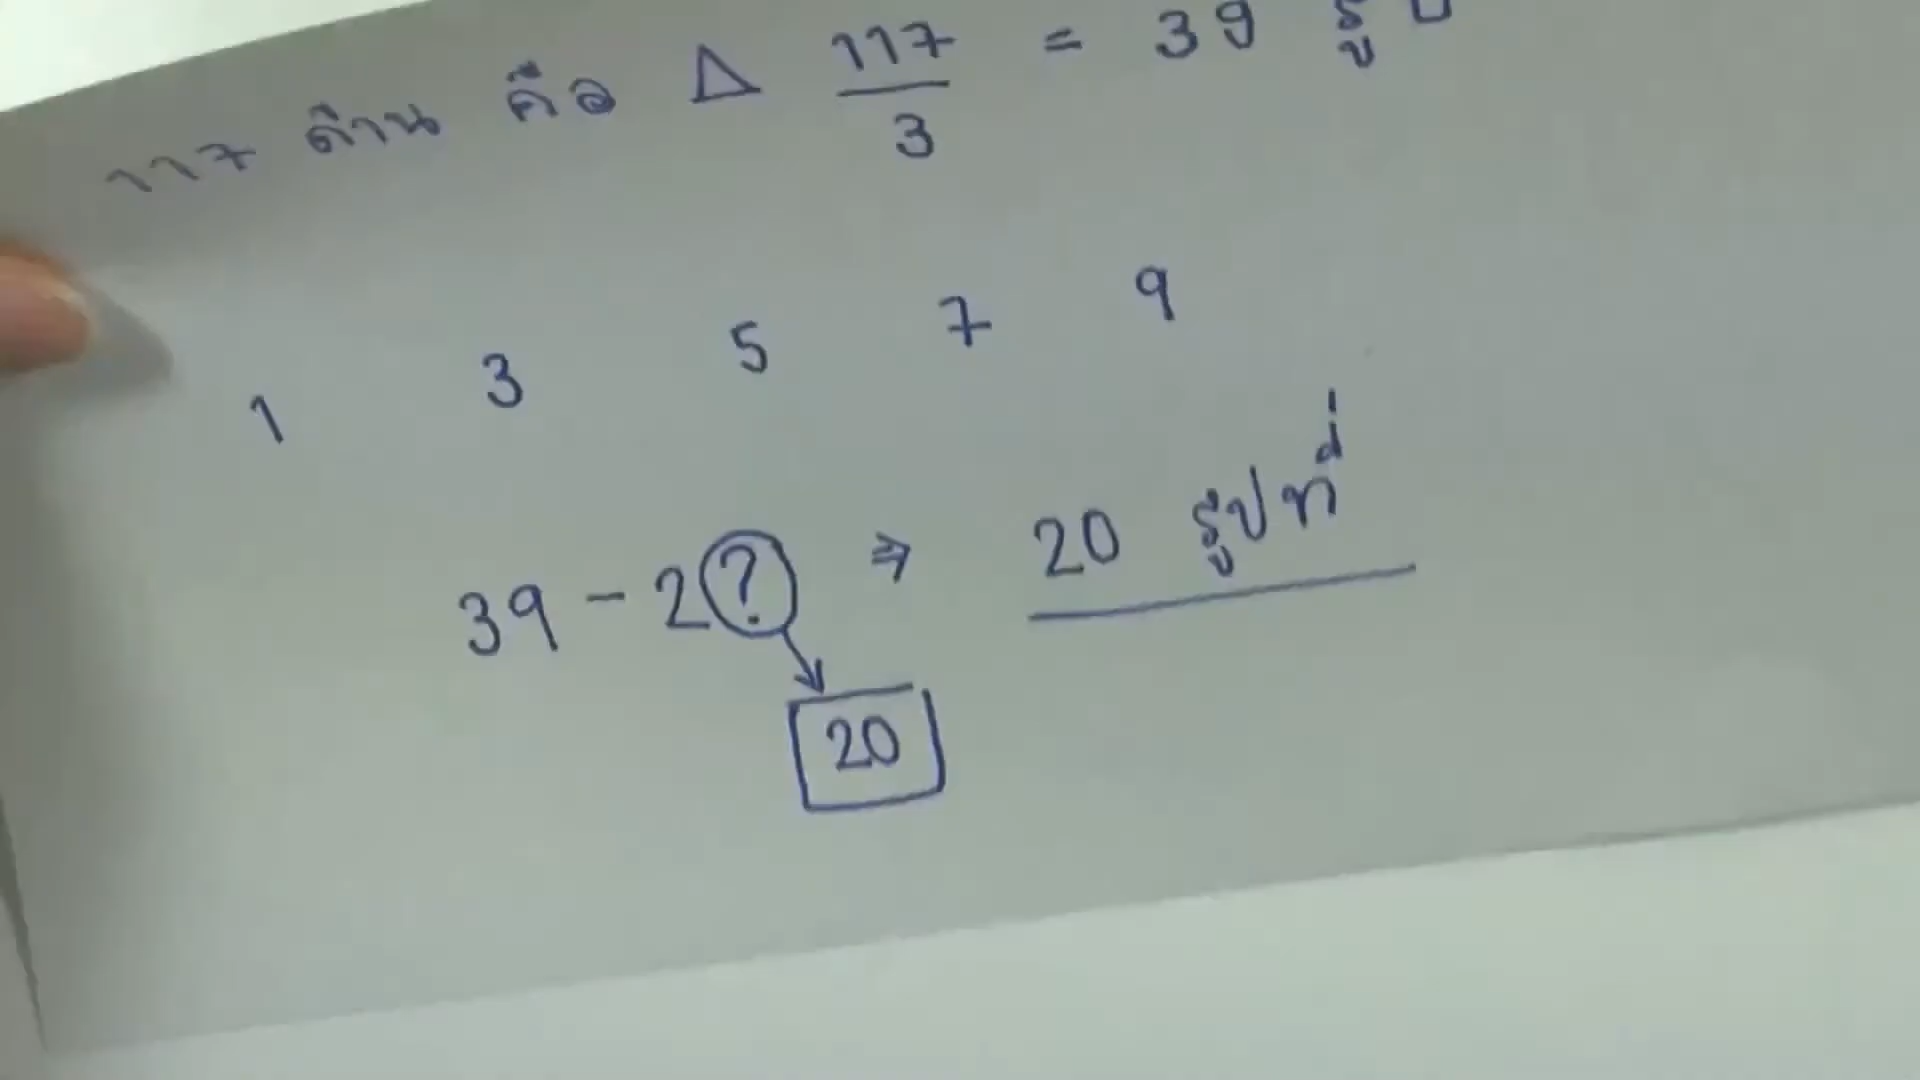 117 ด้าน คือ △ 117/3 = 39 รูป
1 3 5 7 9
39 - 2? ⇒ 20 รูปที่
20